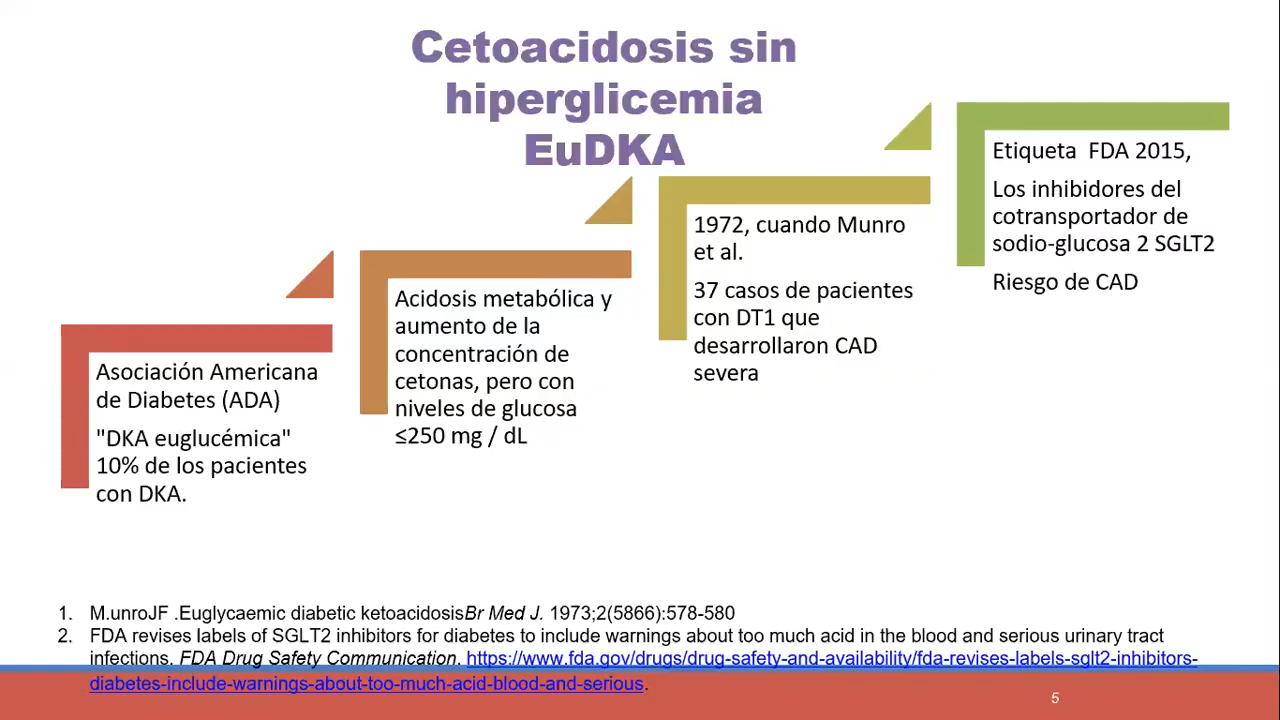 Cetoacidosis sin
hiperglicemia
EuDKA
Asociación Americana
de Diabetes (ADA)
"DKA euglucémica"
10% de los pacientes
con DKA.
Acidosis metabólica y
aumento de la
concentración de
cetonas, pero con
niveles de glucosa
≤250 mg / dL
1972, cuando Munro
et al.
37 casos de pacientes
con DT1 que
desarrollaron CAD
severa
Etiqueta FDA 2015,
Los inhibidores del
cotransportador de
sodio-glucosa 2 SGLT2
Riesgo de CAD
1. M.unroJF .Euglycaemic diabetic ketoacidosisBr Med J. 1973;2(5866):578-580
2. FDA revises labels of SGLT2 inhibitors for diabetes to include warnings about too much acid in the blood and serious urinary tract
infections. FDA Drug Safety Communication. https://www.fda.gov/drugs/drug-safety-and-availability/fda-revises-labels-sglt2-inhibitors-
diabetes-include-warnings-about-too-much-acid-blood-and-serious.
5